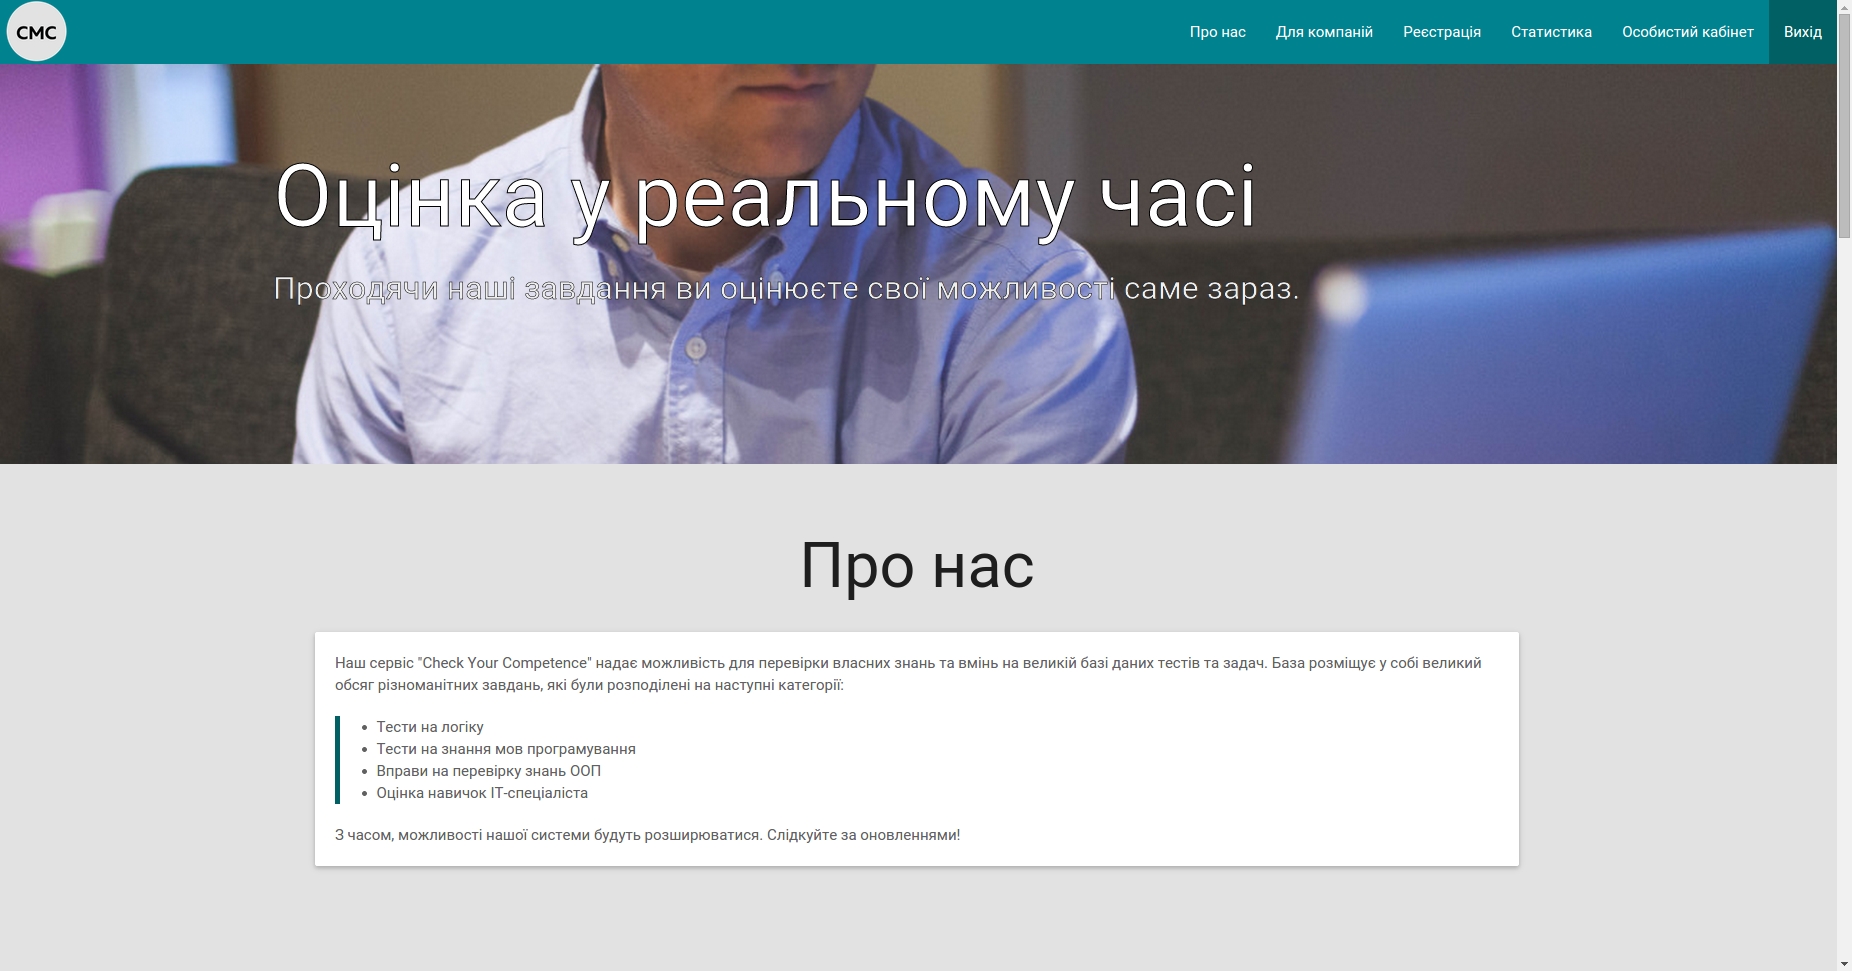 CMC
Про нас
Для компаній
Реєстрація
Статистика
Особистий кабінет
Вихід
Оцінка у реальному часі
Проходячи наші завдання ви оцінюєте свої можливості саме зараз.
Про нас
Наш сервіс "Check Your Competence" надає можливість для перевірки власних знань та вмінь на великій базі даних тестів та задач. База розміщує у собі великий
обсяг різноманітних завдань, які були розподілені на наступні категорії:
• Тести на логіку
• Тести на знання мов програмування
• Вправи на перевірку знань ООП
• Оцінка навичок ІТ-спеціаліста
З часом, можливості нашої системи будуть розширюватися. Слідкуйте за оновленнями!